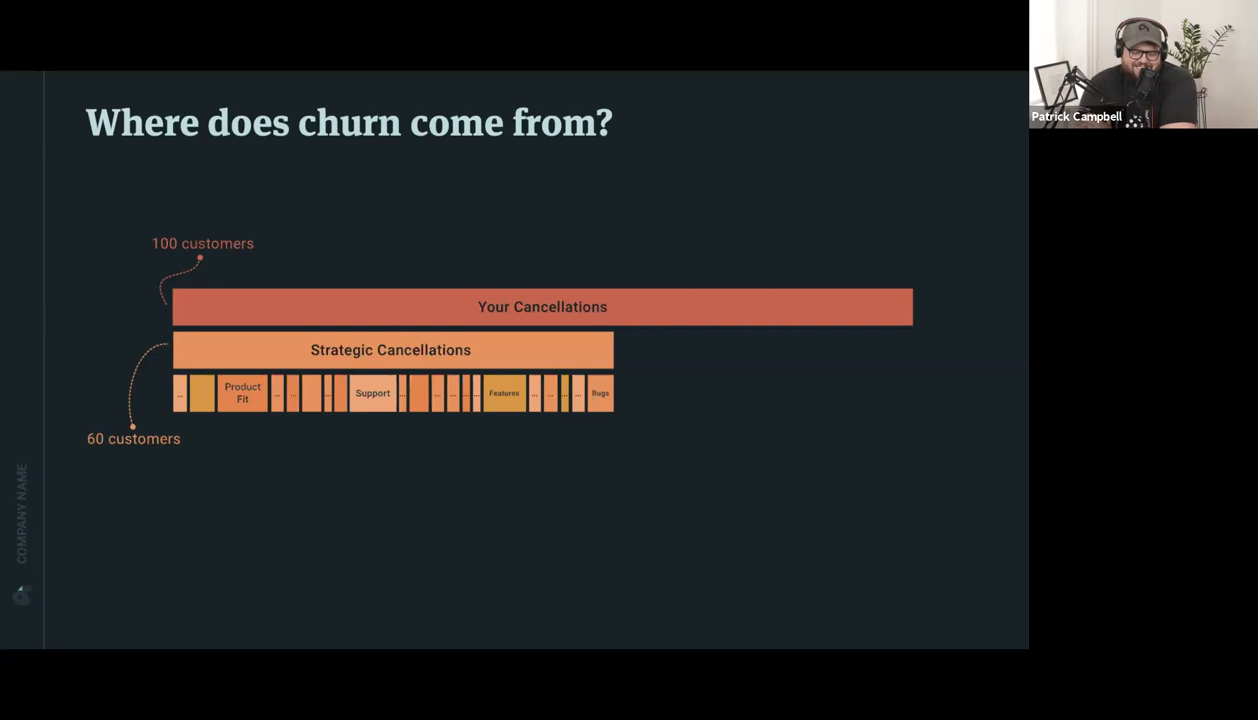 Where does churn come from?
Patrick Campbell
100 customers
Your Cancellations
Strategic Cancellations
...
Product
Fit
...
...
...
Support
...
...
...
...
...
Features
...
...
...
...
Bugs
60 customers
COMPANY NAME